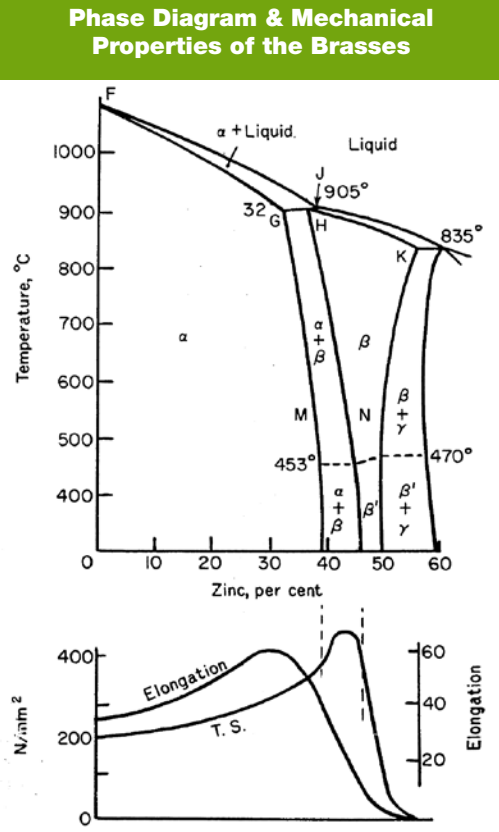 Phase Diagram & Mechanical
Properties of the Brasses
F
α + Liquid.
Liquid
1000
J
905°
900
32
G
H
835°
K
800
Temperature, °C
700
α
α
+
β
β
600
M
N
β
+
γ
500
453°
470°
400
α
+
β
β'
β'
+
γ
0
0 10 20 30 40 50 60
Zinc, per cent
400
60
Elongation
40
T. S.
200
20
N/mm²
Elongation
0